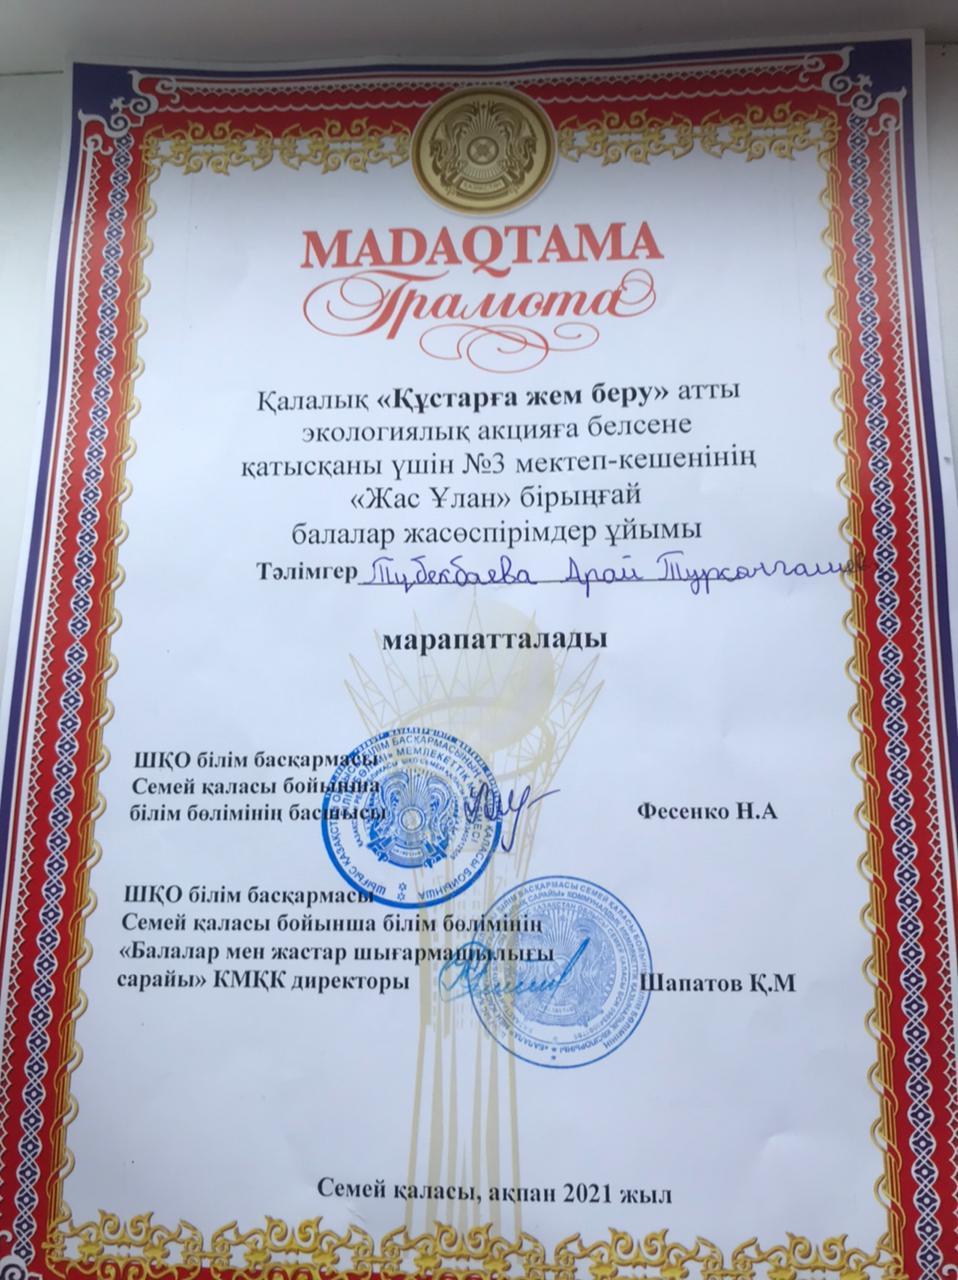 MADAQTAMA
Грамота
Қалалық «Құстарға жем беру» атты
экологиялық акцияға белсене
қатысқаны үшін №3 мектеп-кешенінің
«Жас Ұлан» бірыңғай
балалар жасөспірімдер ұйымы
Тәлімгер Тубекбаева Арай
марапатталады
ШҚО білім басқармасы
Семей қаласы бойынша
білім бөлімінің басшысы Фесенко Н.А
ШҚО білім басқармасы
Семей қаласы бойынша білім бөлімінің
«Балалар мен жастар шығармашылығы
сарайы» КМҚК директоры Шапатов Қ.М
Семей қаласы, ақпан 2021 жыл